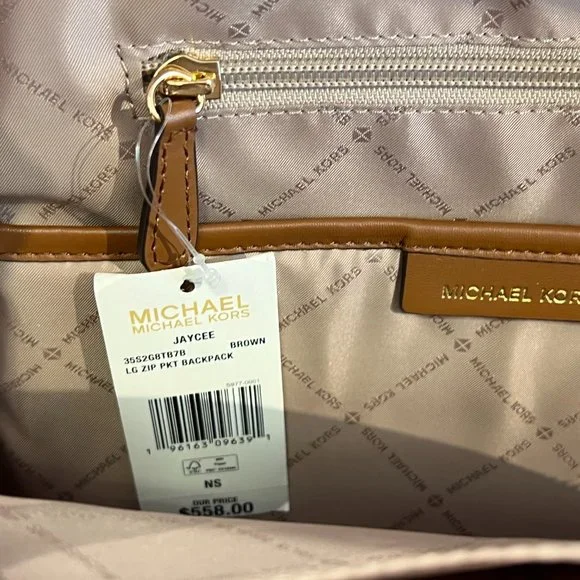 MICHAEL
MICHAEL KORS
JAYCEE
35S2G8TB7B BROWN
LG ZIP PKT BACKPACK
1 96163 09639 1
NS
OUR PRICE
$558.00
MICHAEL KORS
MICHAEL KORS